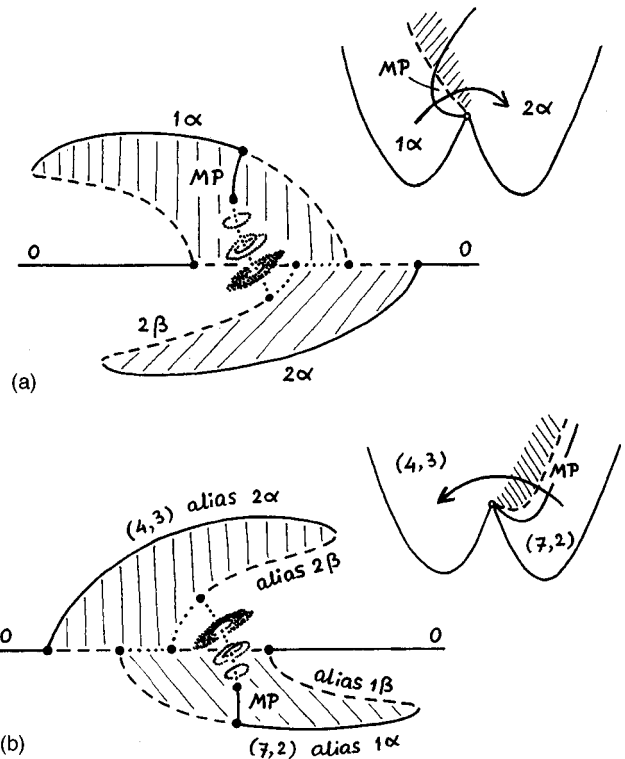 1α
MP
MP
1α
2α
0
0
2β
2α
(a)
(4,3)
MP
(7,2)
(4,3) alias 2α
alias 2β
0
0
alias 1β
MP
(7,2) alias 1α
(b)